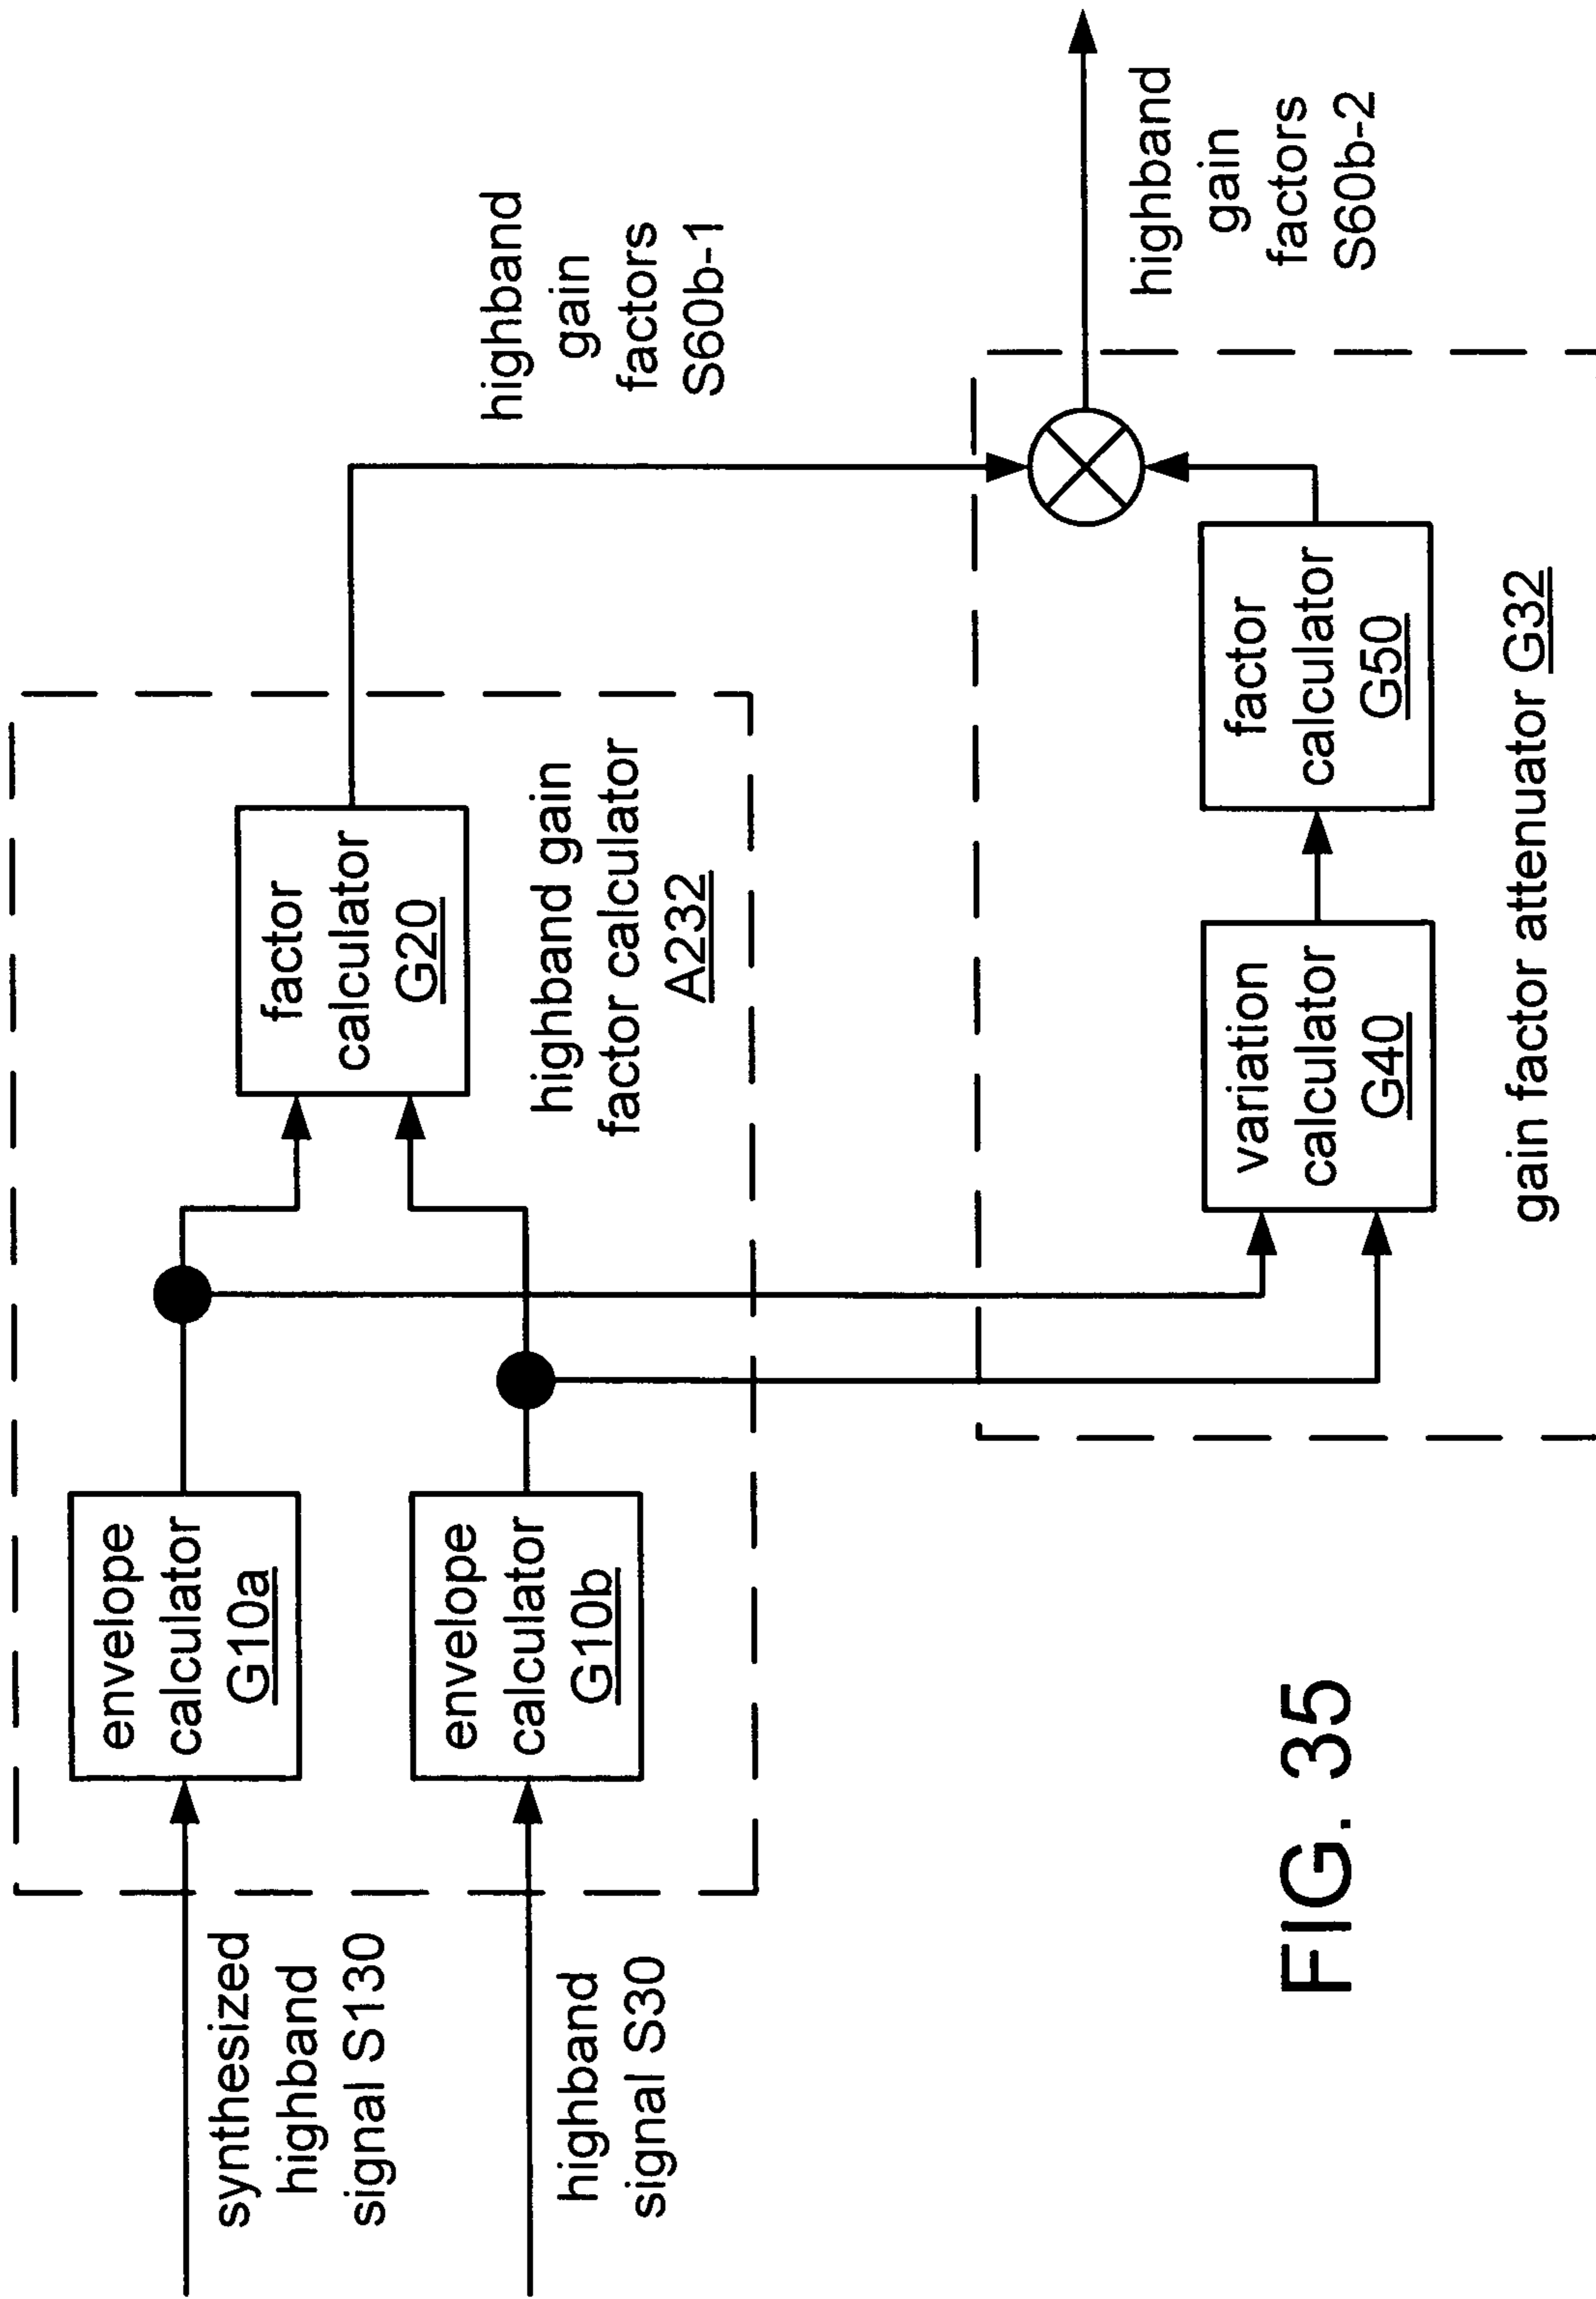 synthesized
highband
signal S130
highband
signal S30
envelope
calculator
G10a
envelope
calculator
G10b
factor
calculator
G20
highband gain
factor calculator
A232
highband
gain
factors
S60b-1
variation
calculator
G40
factor
calculator
G50
gain factor attenuator G32
highband
gain
factors
S60b-2
FIG. 35